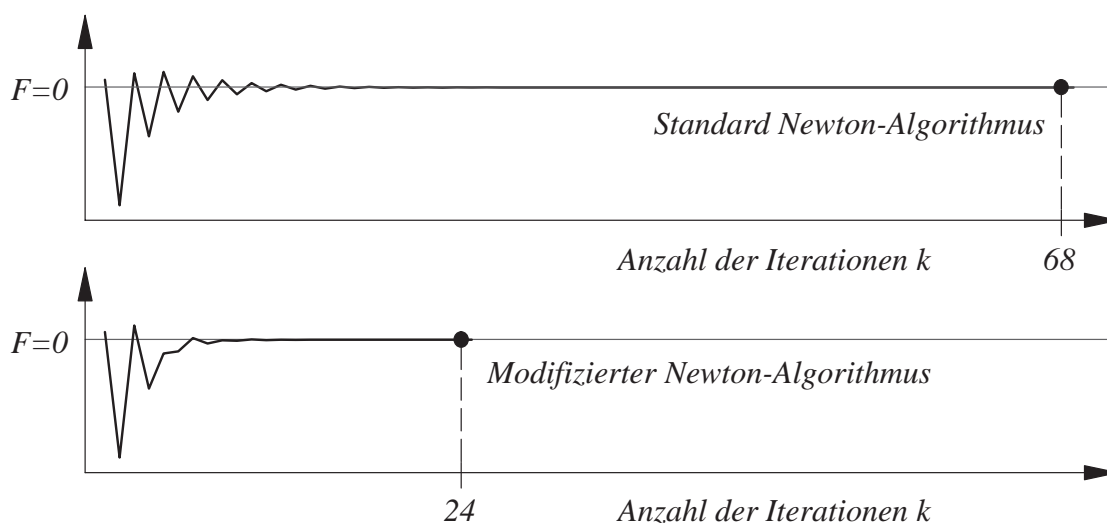 F=0
Standard Newton-Algorithmus
Anzahl der Iterationen k 68
F=0
Modifizierter Newton-Algorithmus
24 Anzahl der Iterationen k